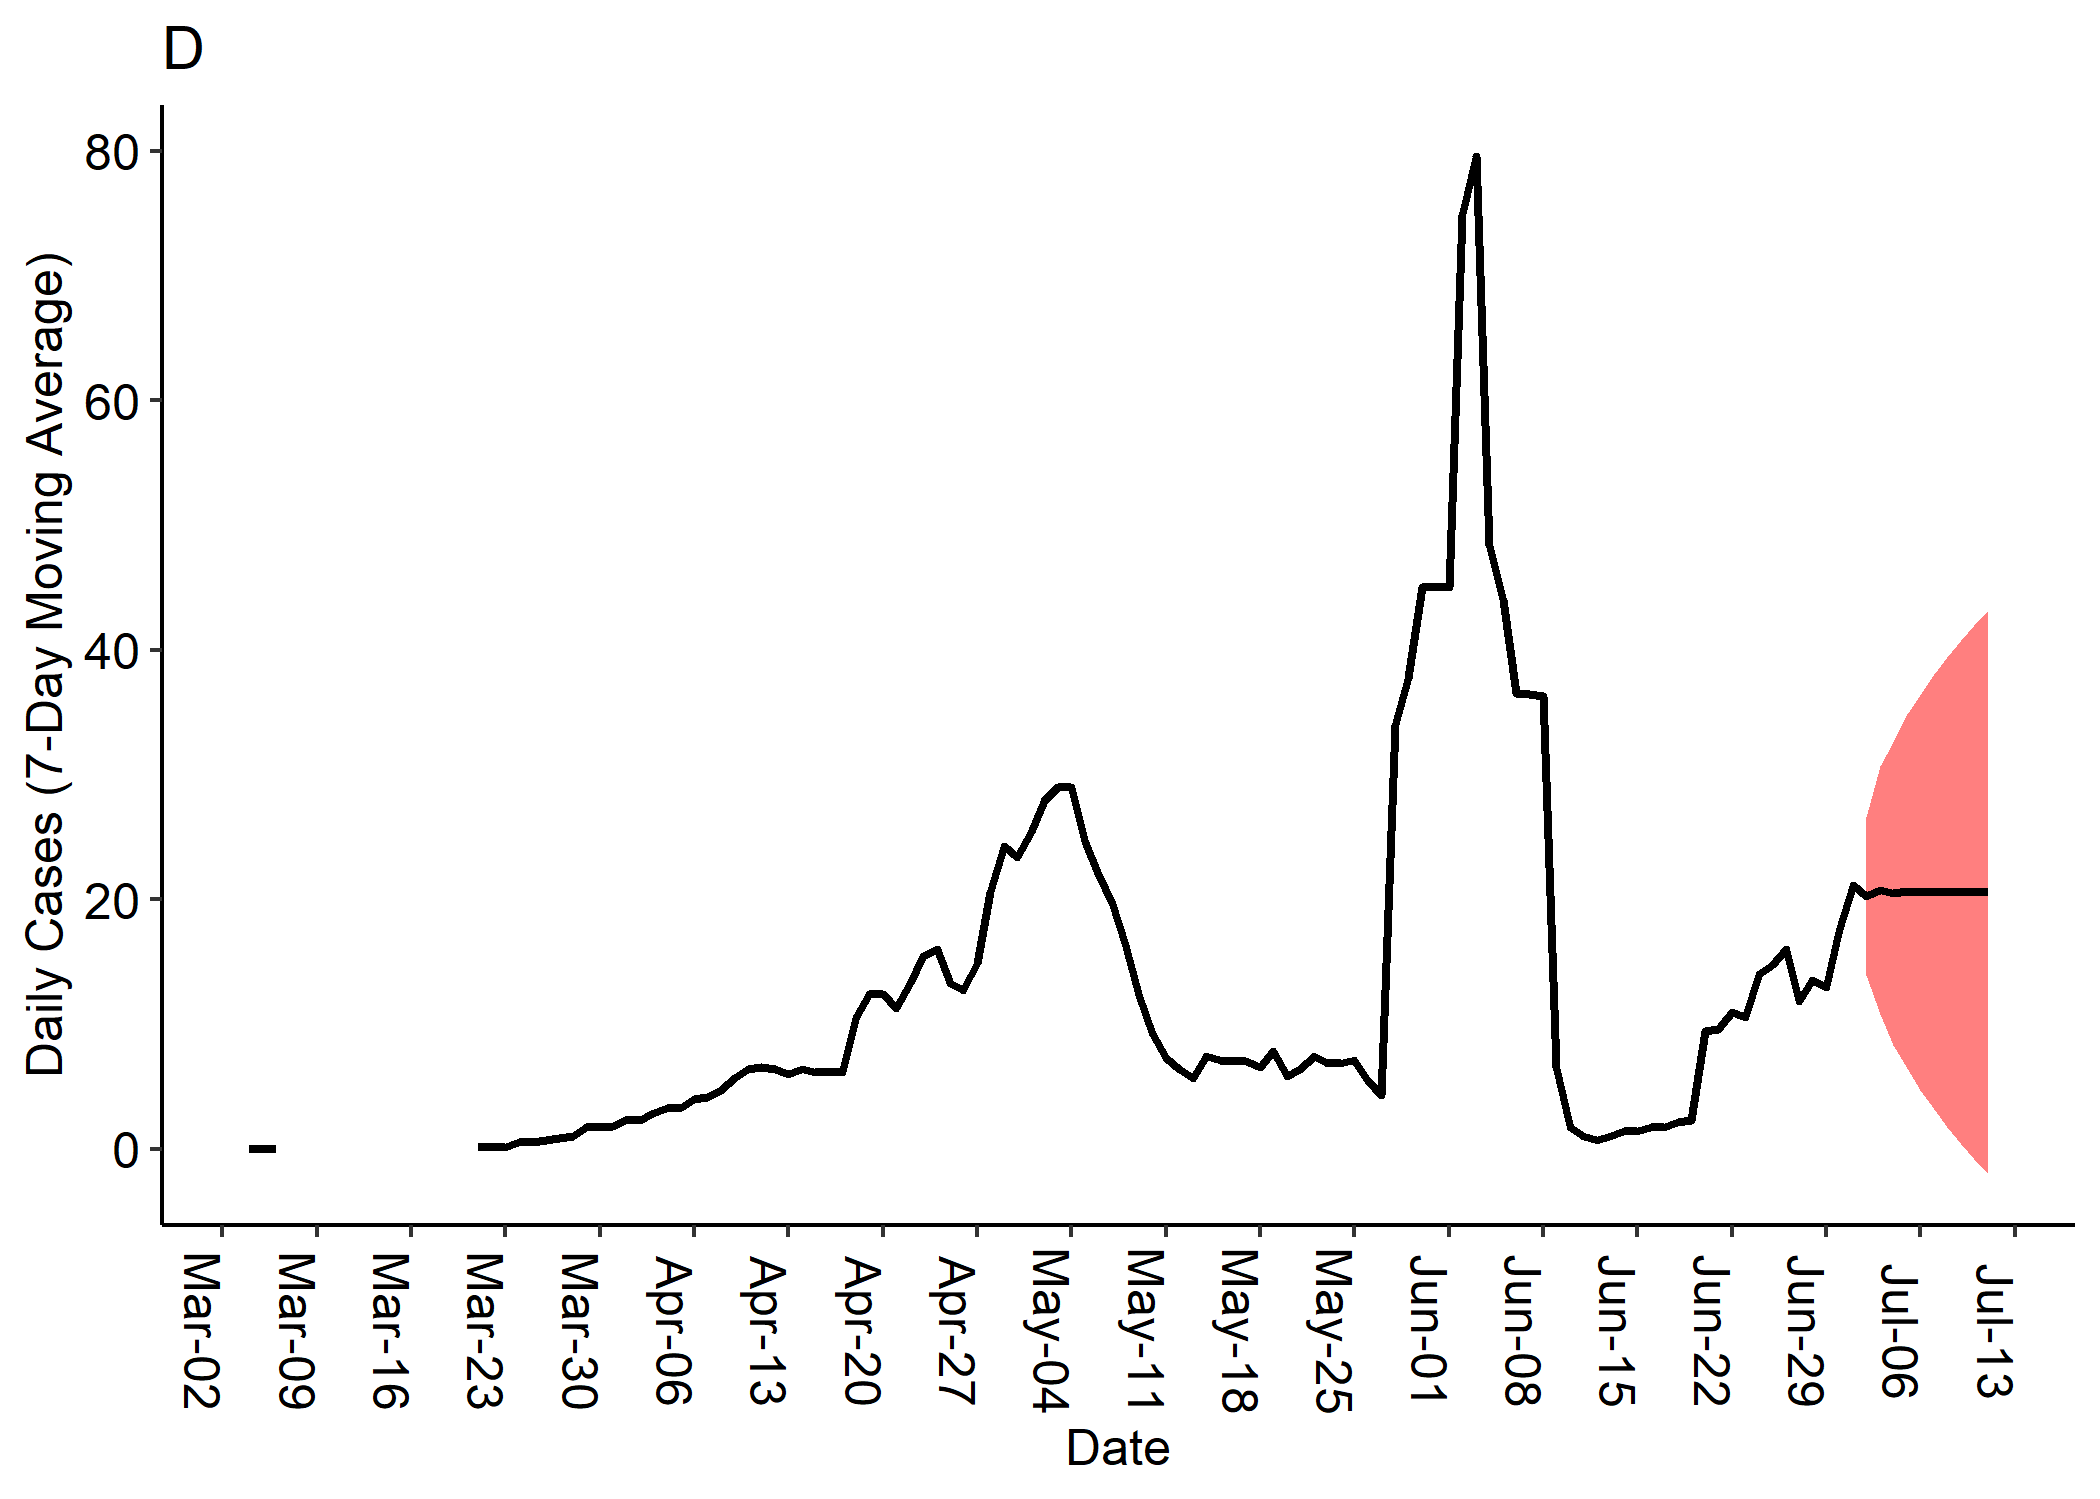 D
Daily Cases (7-Day Moving Average)
80
60
40
20
0
Mar-02
Mar-09
Mar-16
Mar-23
Mar-30
Apr-06
Apr-13
Apr-20
Apr-27
May-04
May-11
May-18
May-25
Jun-01
Jun-08
Jun-15
Jun-22
Jun-29
Jul-06
Jul-13
Date